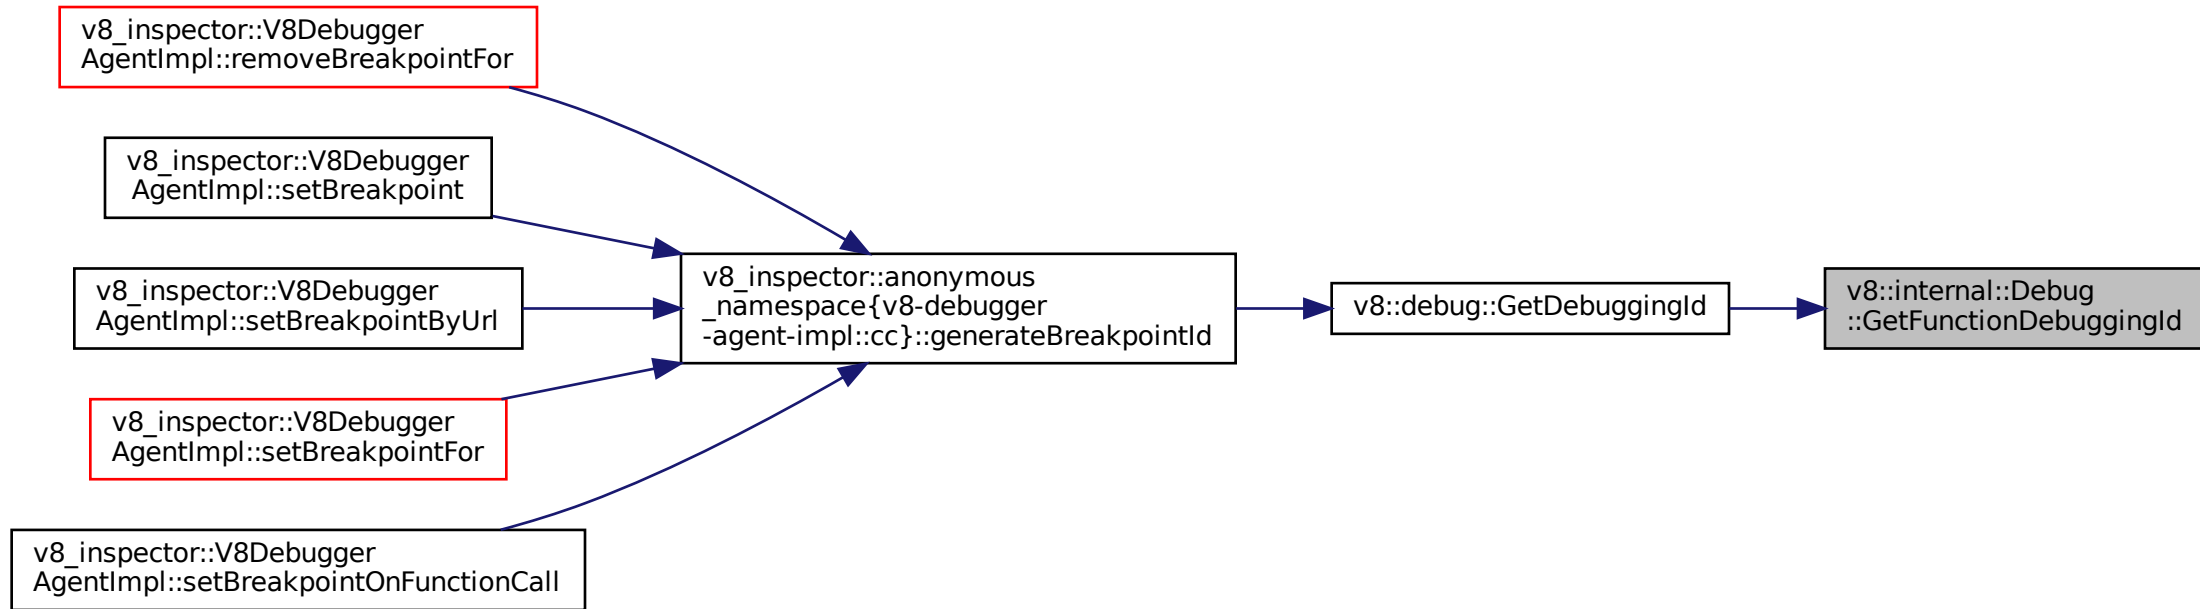 v8_inspector::V8Debugger
AgentImpl::removeBreakpointFor
v8_inspector::V8Debugger
AgentImpl::setBreakpoint
v8_inspector::V8Debugger
AgentImpl::setBreakpointByUrl
v8_inspector::V8Debugger
AgentImpl::setBreakpointFor
v8_inspector::V8Debugger
AgentImpl::setBreakpointOnFunctionCall
v8_inspector::anonymous
_namespace{v8-debugger
-agent-impl::cc}::generateBreakpointId
v8::debug::GetDebuggingId
v8::internal::Debug
::GetFunctionDebuggingId